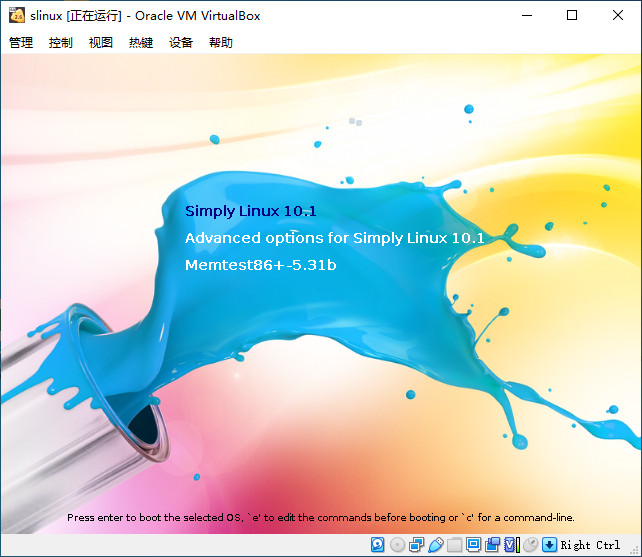 slinux [正在运行] - Oracle VM VirtualBox
管理 控制 视图 热键 设备 帮助
Simply Linux 10.1
Advanced options for Simply Linux 10.1
Memtest86+-5.31b
Press enter to boot the selected OS, `e' to edit the commands before booting or `c' for a command-line.
Right Ctrl